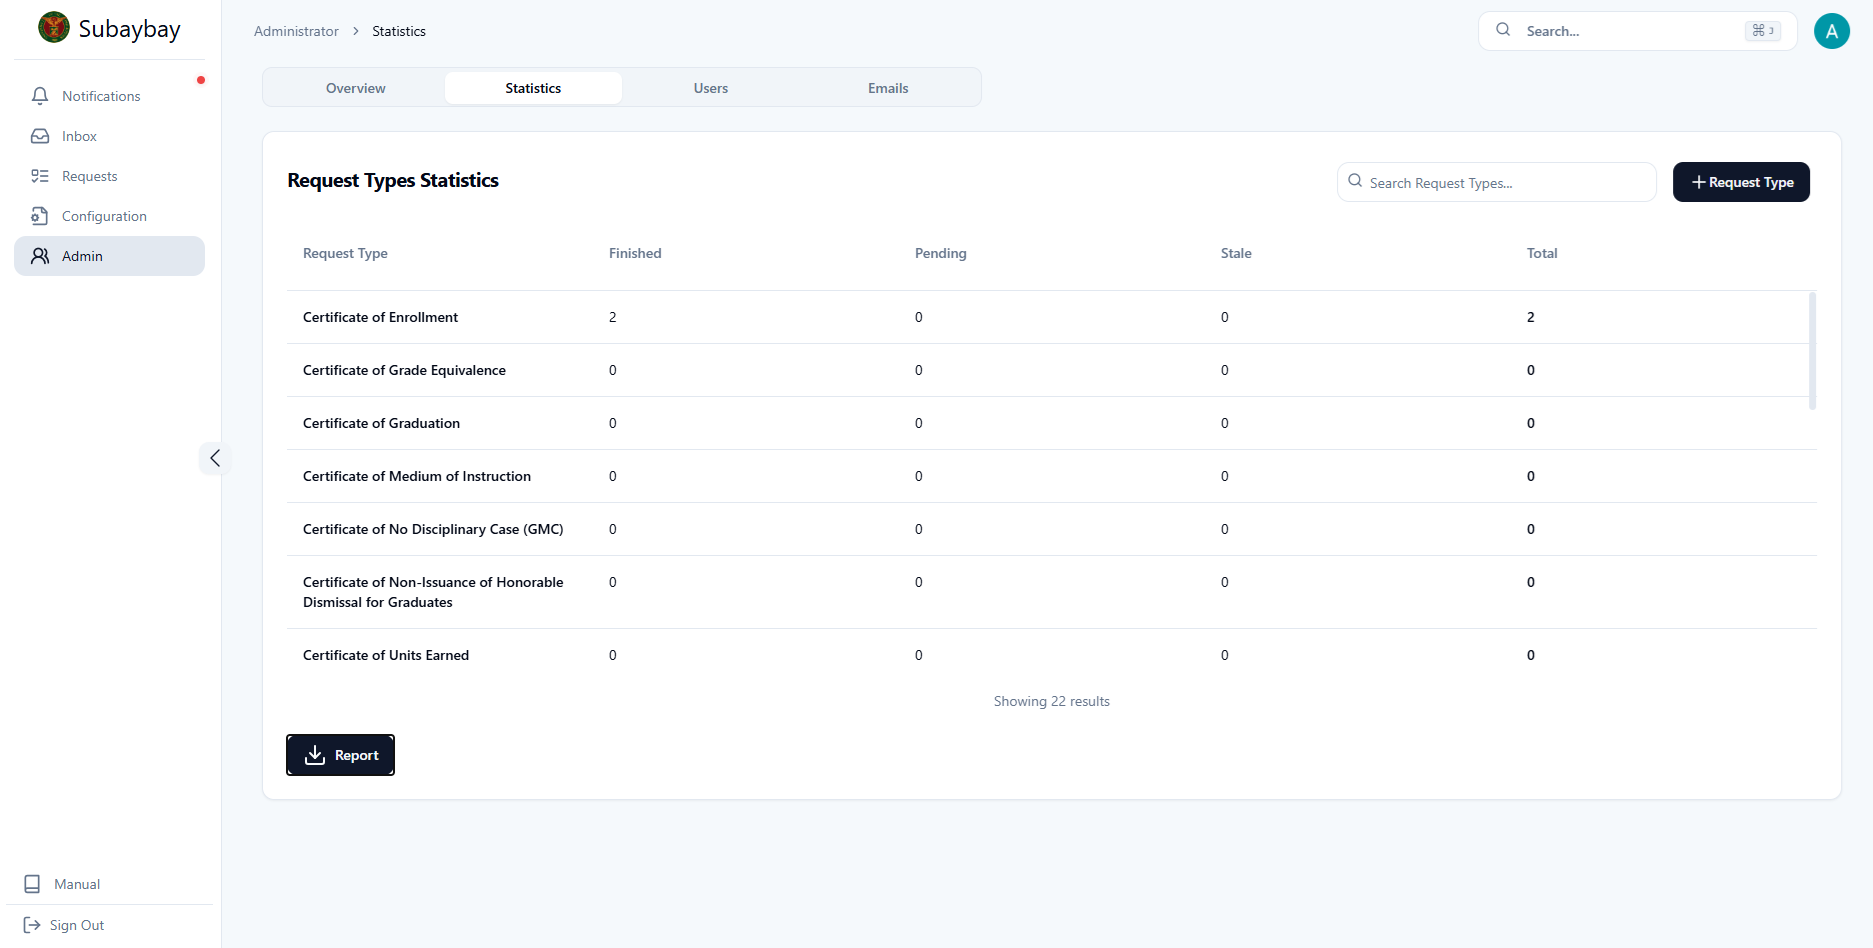 Subaybay
Administrator > Statistics
Search...
⌘ J
A
Notifications
Inbox
Requests
Configuration
Admin
Overview
Statistics
Users
Emails
Request Types Statistics
Search Request Types...
+ Request Type
Request Type Finished Pending Stale Total
Certificate of Enrollment 2 0 0 2
Certificate of Grade Equivalence 0 0 0 0
Certificate of Graduation 0 0 0 0
Certificate of Medium of Instruction 0 0 0 0
Certificate of No Disciplinary Case (GMC) 0 0 0 0
Certificate of Non-Issuance of Honorable 0 0 0 0
Dismissal for Graduates
Certificate of Units Earned 0 0 0 0
Showing 22 results
Report
Manual
Sign Out